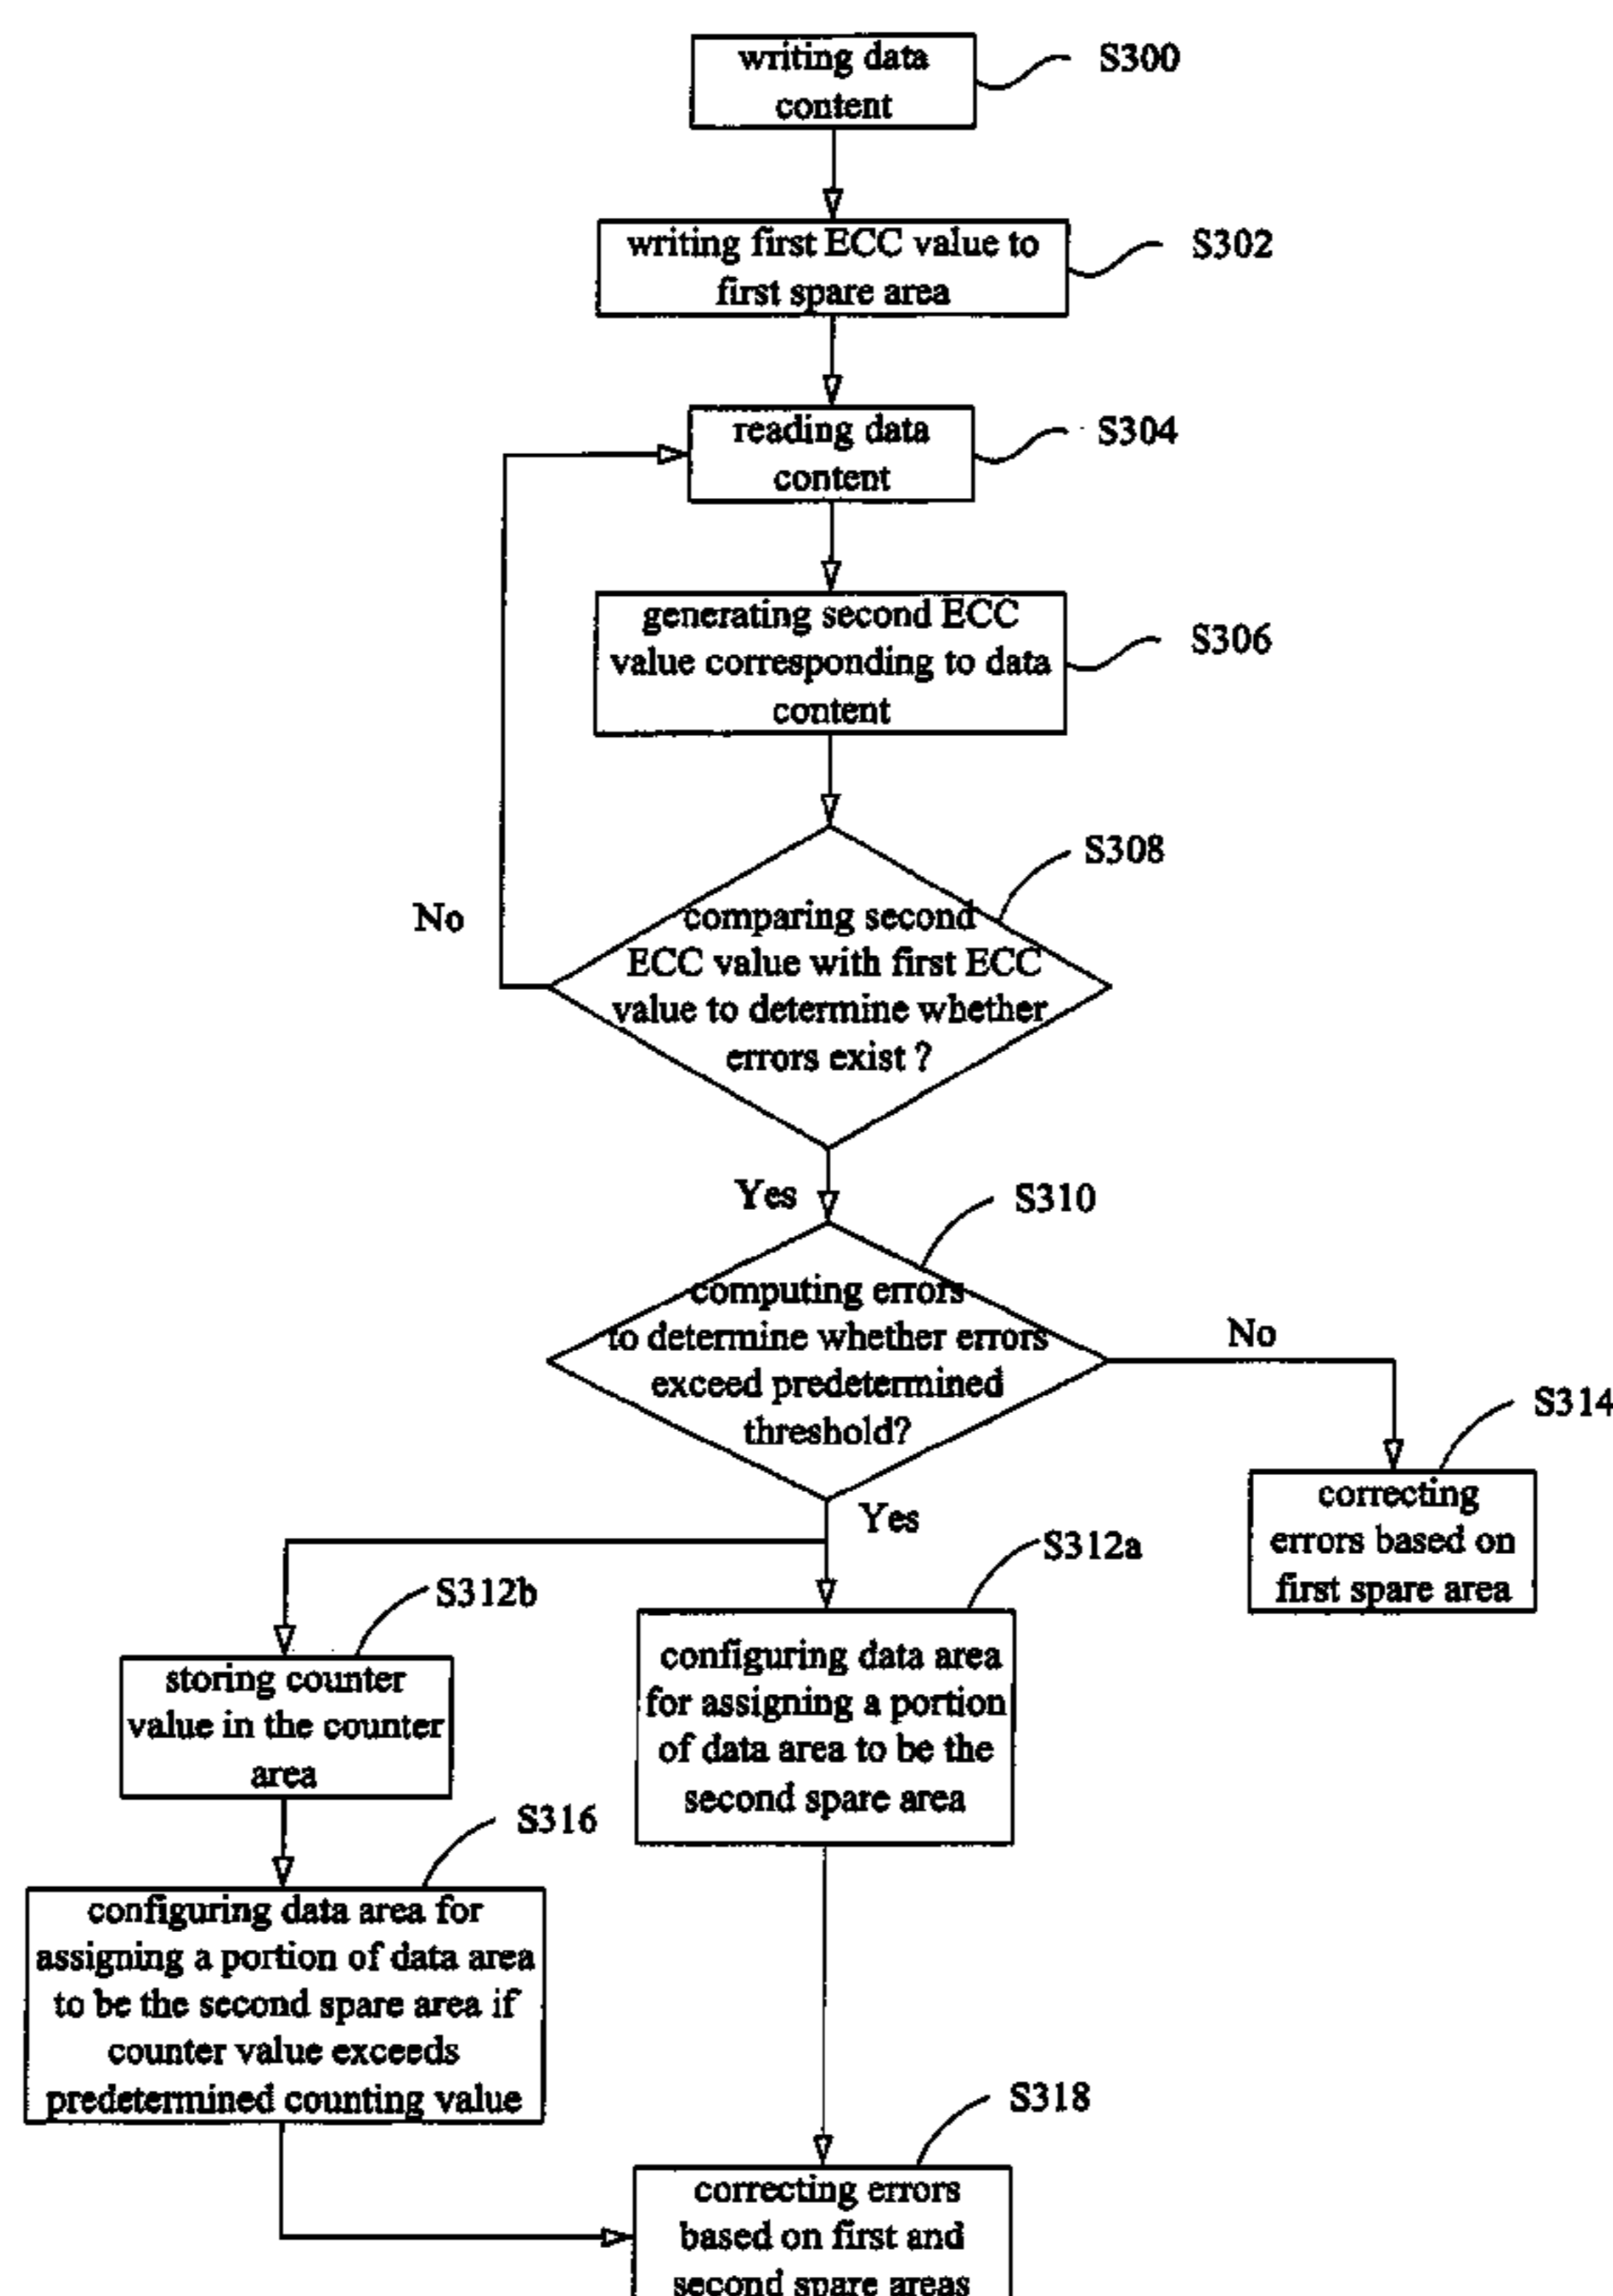 writing data
content
S300
writing first ECC value to
first spare area
S302
reading data
content
S304
generating second ECC
value corresponding to data
content
S306
S308
No
comparing second
ECC value with first ECC
value to determine whether
errors exist ?
Yes
S310
computing errors
to determine whether errors
exceed predetermined
threshold?
No
S314
correcting
errors based on
first spare area
Yes
S312a
S312b
configuring data area
for assigning a portion
of data area to be the
second spare area
storing counter
value in the counter
area
S316
configuring data area for
assigning a portion of data area
to be the second spare area if
counter value exceeds
predetermined counting value
S318
correcting errors
based on first and
second spare areas